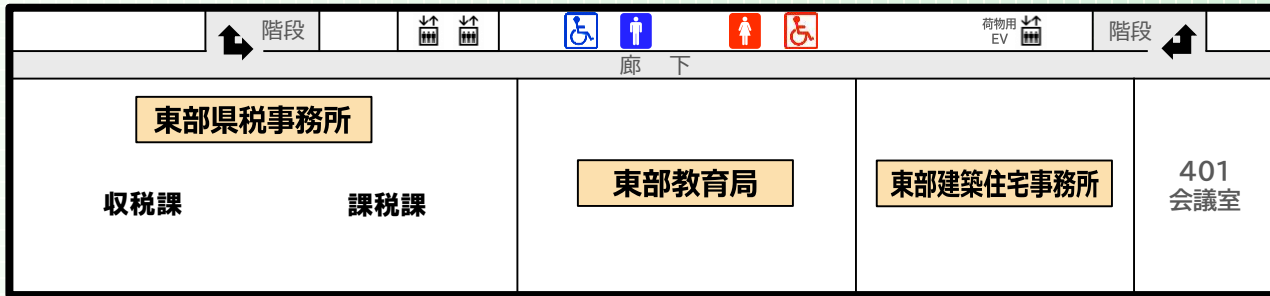 階段
荷物用
EV
階段
廊 下
東部県税事務所
収税課
課税課
東部教育局
東部建築住宅事務所
401
会議室